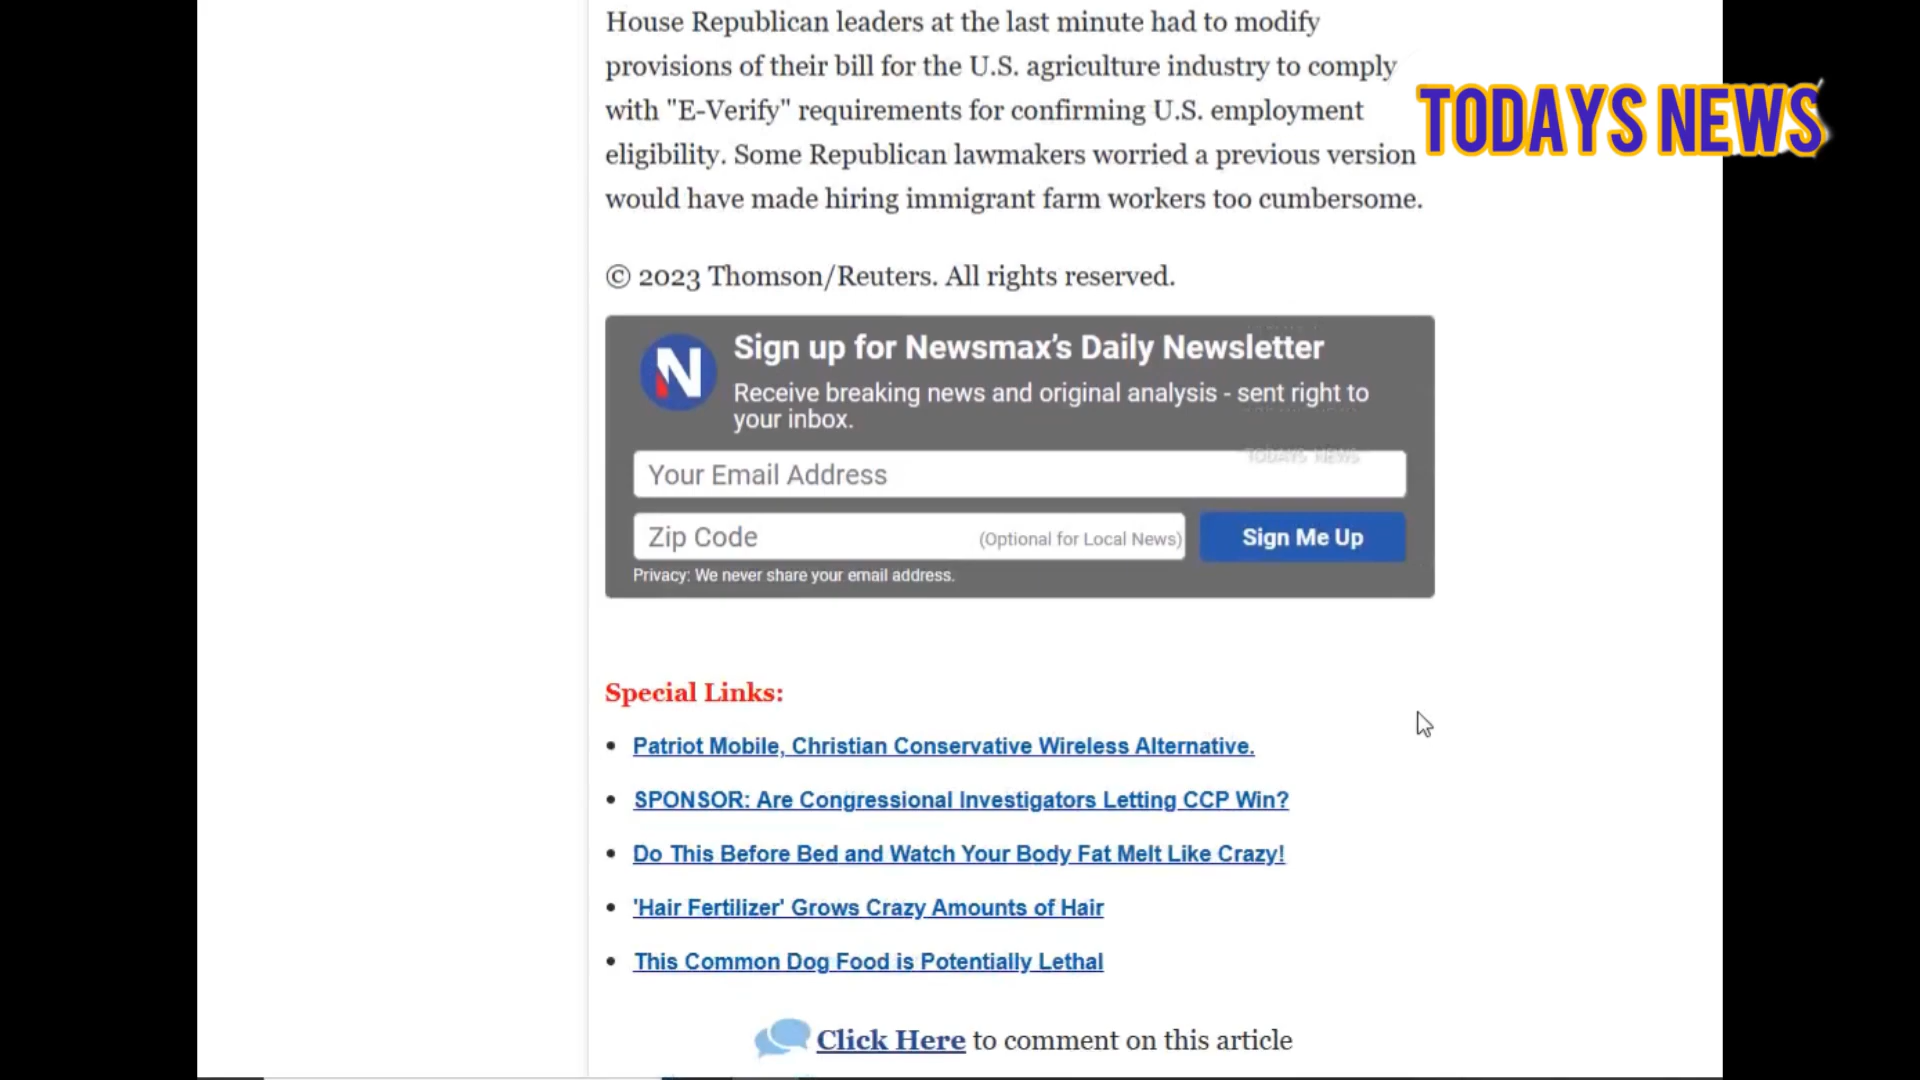 House Republican leaders at the last minute had to modify
provisions of their bill for the U.S. agriculture industry to comply
with "E-Verify" requirements for confirming U.S. employment
eligibility. Some Republican lawmakers worried a previous version
would have made hiring immigrant farm workers too cumbersome.
TODAYS NEWS
© 2023 Thomson/Reuters. All rights reserved.
N
Sign up for Newsmax’s Daily Newsletter
Receive breaking news and original analysis - sent right to
your inbox.
TODAYS NEWS
Your Email Address
Zip Code (Optional for Local News) Sign Me Up
Privacy: We never share your email address.
Special Links:
Patriot Mobile, Christian Conservative Wireless Alternative.
SPONSOR: Are Congressional Investigators Letting CCP Win?
Do This Before Bed and Watch Your Body Fat Melt Like Crazy!
'Hair Fertilizer' Grows Crazy Amounts of Hair
This Common Dog Food is Potentially Lethal
Click Here to comment on this article